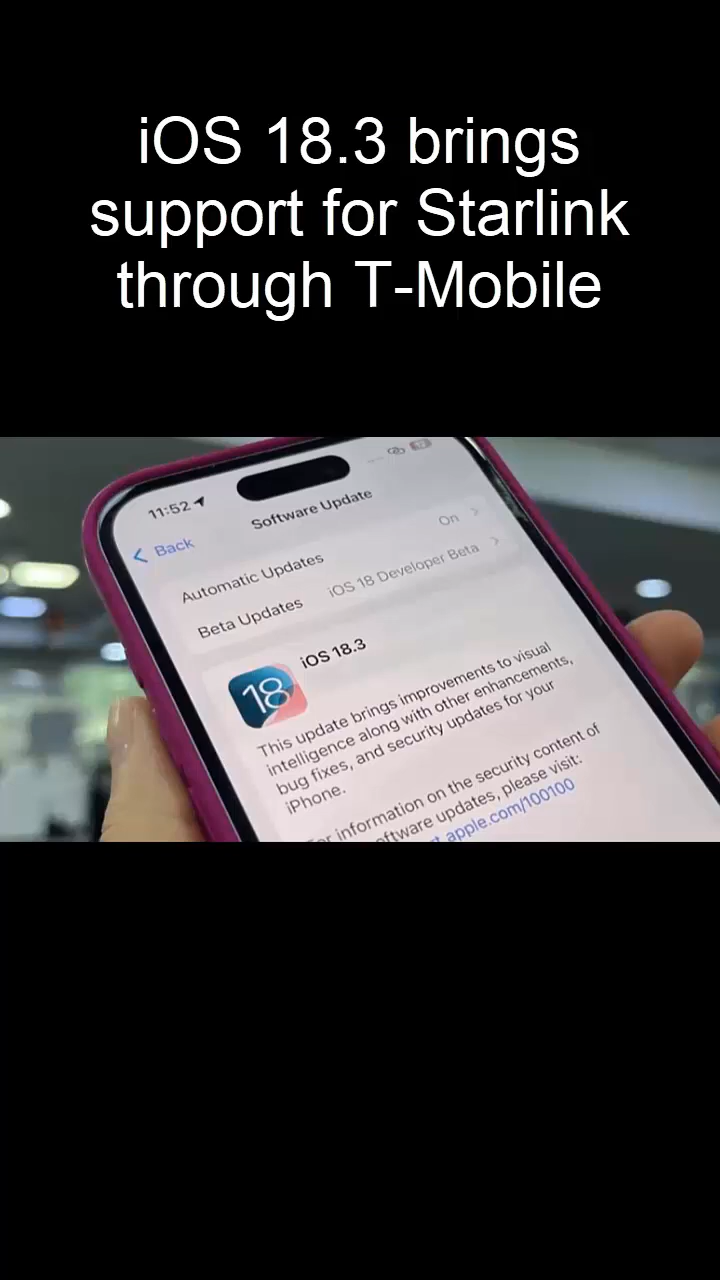 iOS 18.3 brings
support for Starlink
through T-Mobile
11:52
Software Update
Back
Automatic Updates
On
Beta Updates
iOS 18 Developer Beta
18
iOS 18.3
This update brings improvements to visual
intelligence along with other enhancements,
bug fixes, and security updates for your
iPhone.
information on the security content of
software updates, please visit:
apple.com/100100